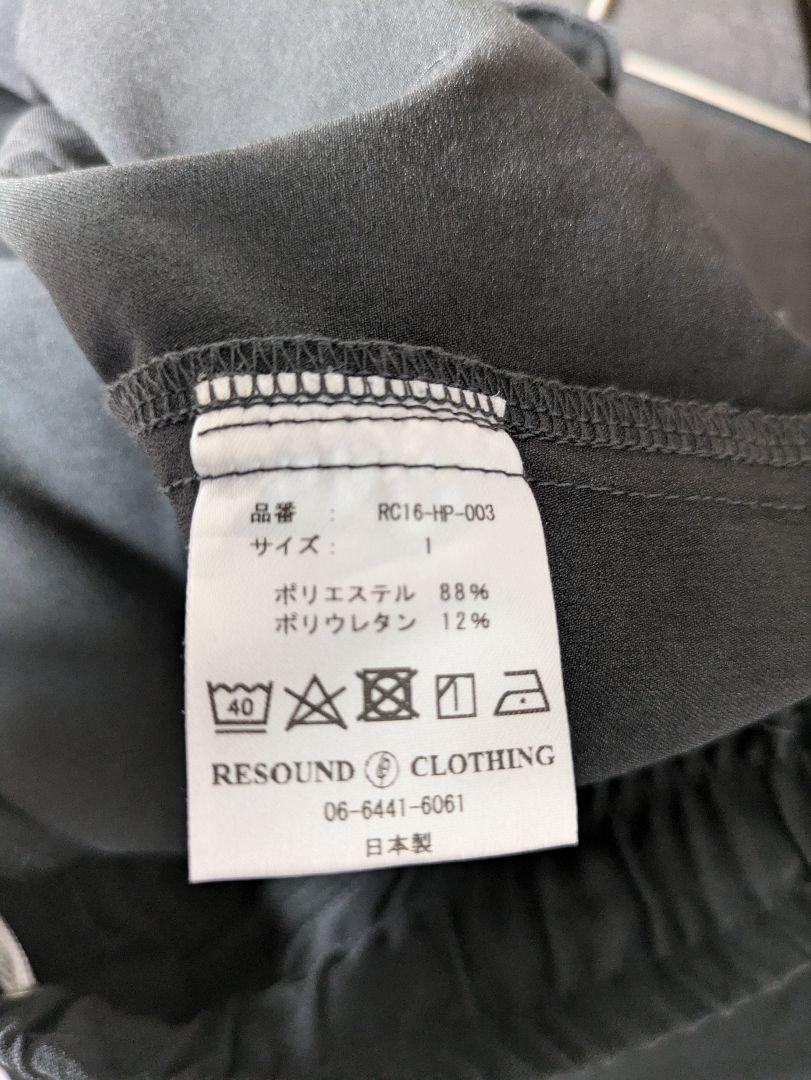 品番 : RC16-HP-003
サイズ : 1
ポリエステル 88%
ポリウレタン 12%
40
RESOUND CLOTHING
06-6441-6061
日本製